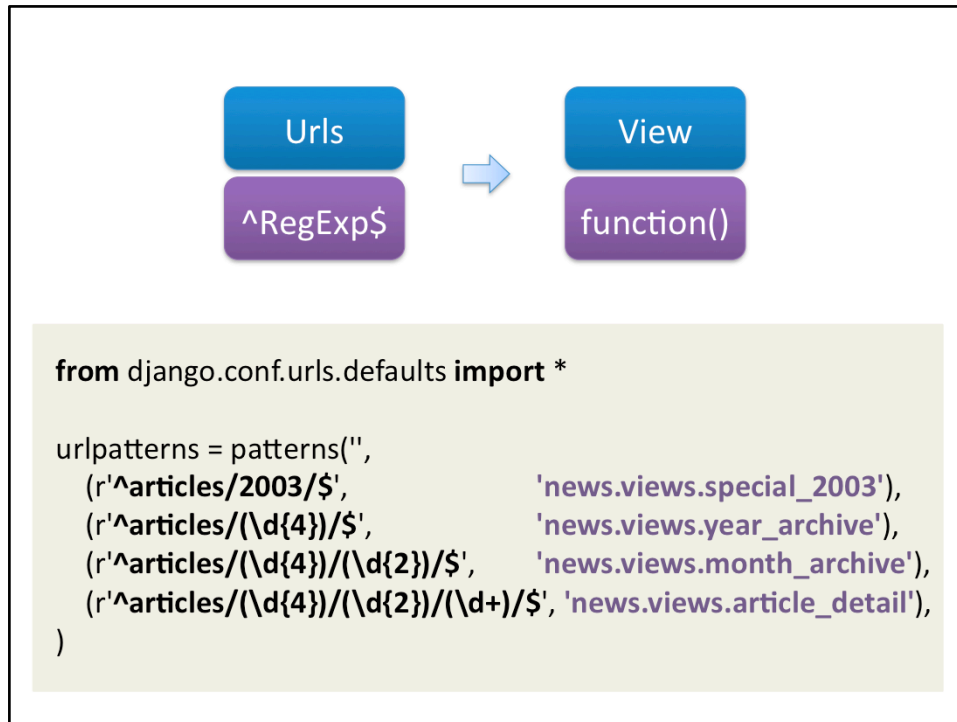 Urls
View
^RegExp$
function()
from django.conf.urls.defaults import *
urlpatterns = patterns('',
(r'^articles/2003/$', 'news.views.special_2003'),
(r'^articles/(\d{4})/$', 'news.views.year_archive'),
(r'^articles/(\d{4})/(\d{2})/$', 'news.views.month_archive'),
(r'^articles/(\d{4})/(\d{2})/(\d+)/$', 'news.views.article_detail'),
)